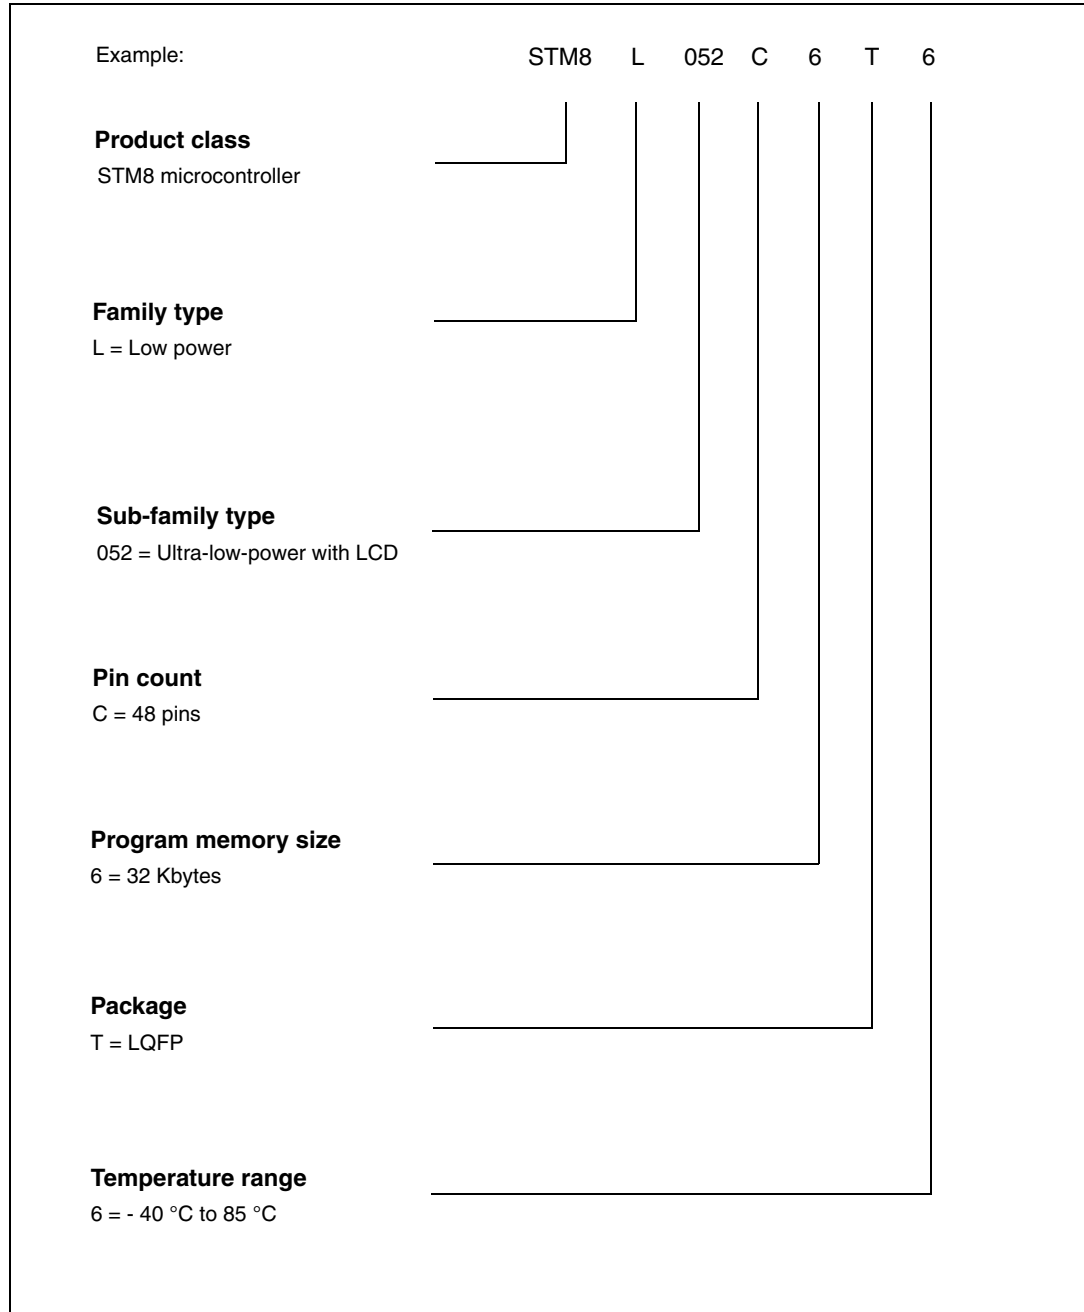 Example: STM8 L 052 C 6 T 6
Product class
STM8 microcontroller
Family type
L = Low power
Sub-family type
052 = Ultra-low-power with LCD
Pin count
C = 48 pins
Program memory size
6 = 32 Kbytes
Package
T = LQFP
Temperature range
6 = - 40 °C to 85 °C